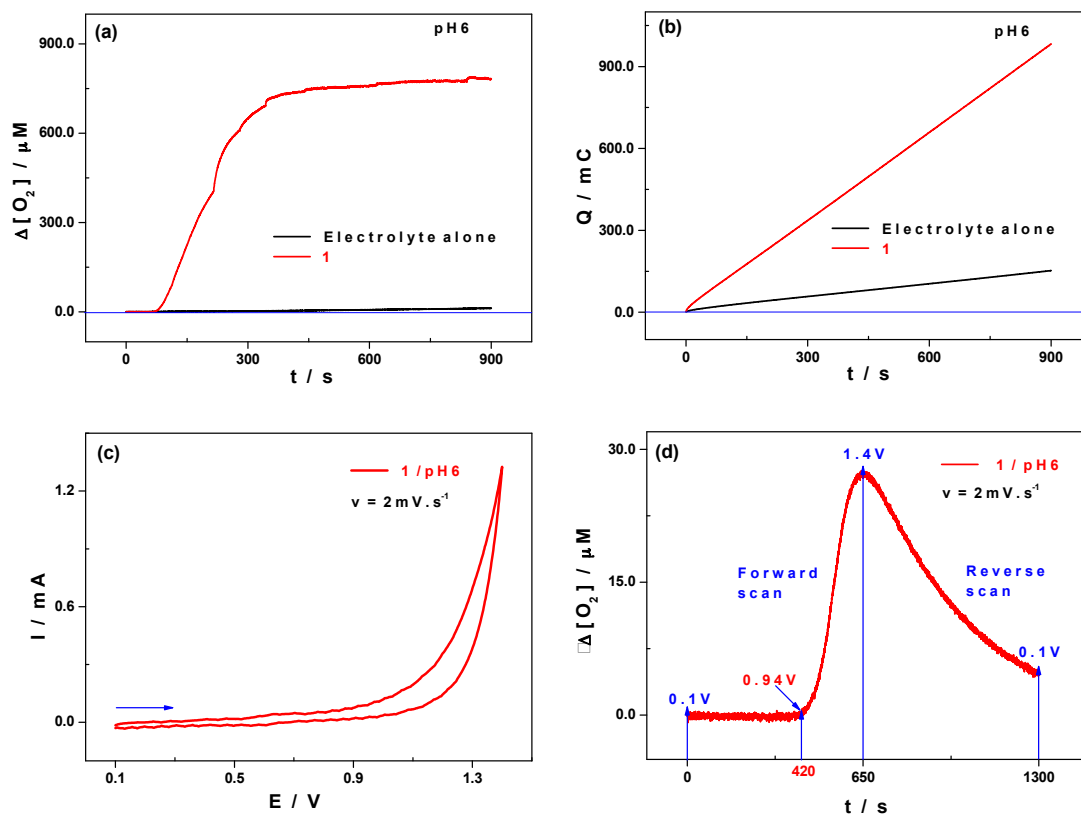 (a)
pH6
900.0
600.0
300.0
0.0
Δ[O₂] / μM
Electrolyte alone
1
0
300
600
900
t / s
(b)
pH6
900.0
600.0
300.0
0.0
Q / mC
Electrolyte alone
1
0
300
600
900
t / s
(c)
1 / pH6
v = 2mV.s⁻¹
1.2
0.6
0.0
I / mA
0.1
0.5
0.9
1.3
E / V
(d)
1.4V
1 / pH6
v = 2mV.s⁻¹
30.0
15.0
0.0
□Δ[O₂] / μM
Forward
scan
Reverse
scan
0.94V
0.1V
0.1V
0
420
650
1300
t / s